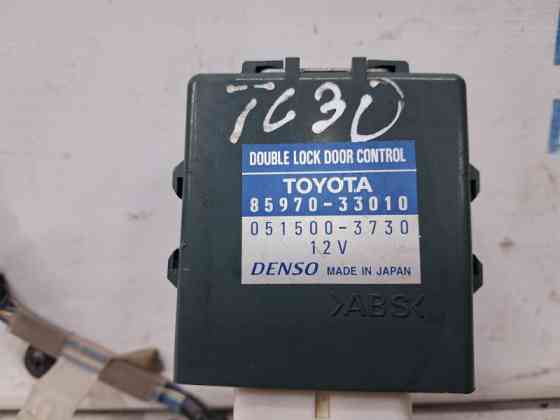 TC30
DOUBLE LOCK DOOR CONTROL
TOYOTA
85970-33010
051500-3730
12V
DENSO MADE IN JAPAN
>ABS<